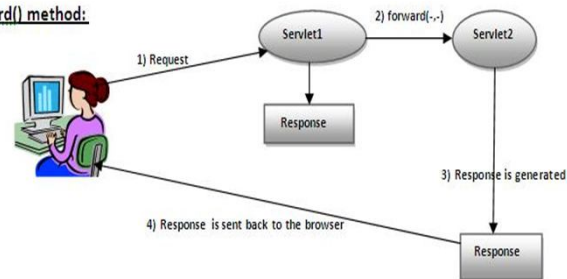 rd() method:
2) forward(-,-)
Servlet1
Servlet2
1) Request
Response
3) Response is generated
4) Response is sent back to the browser
Response